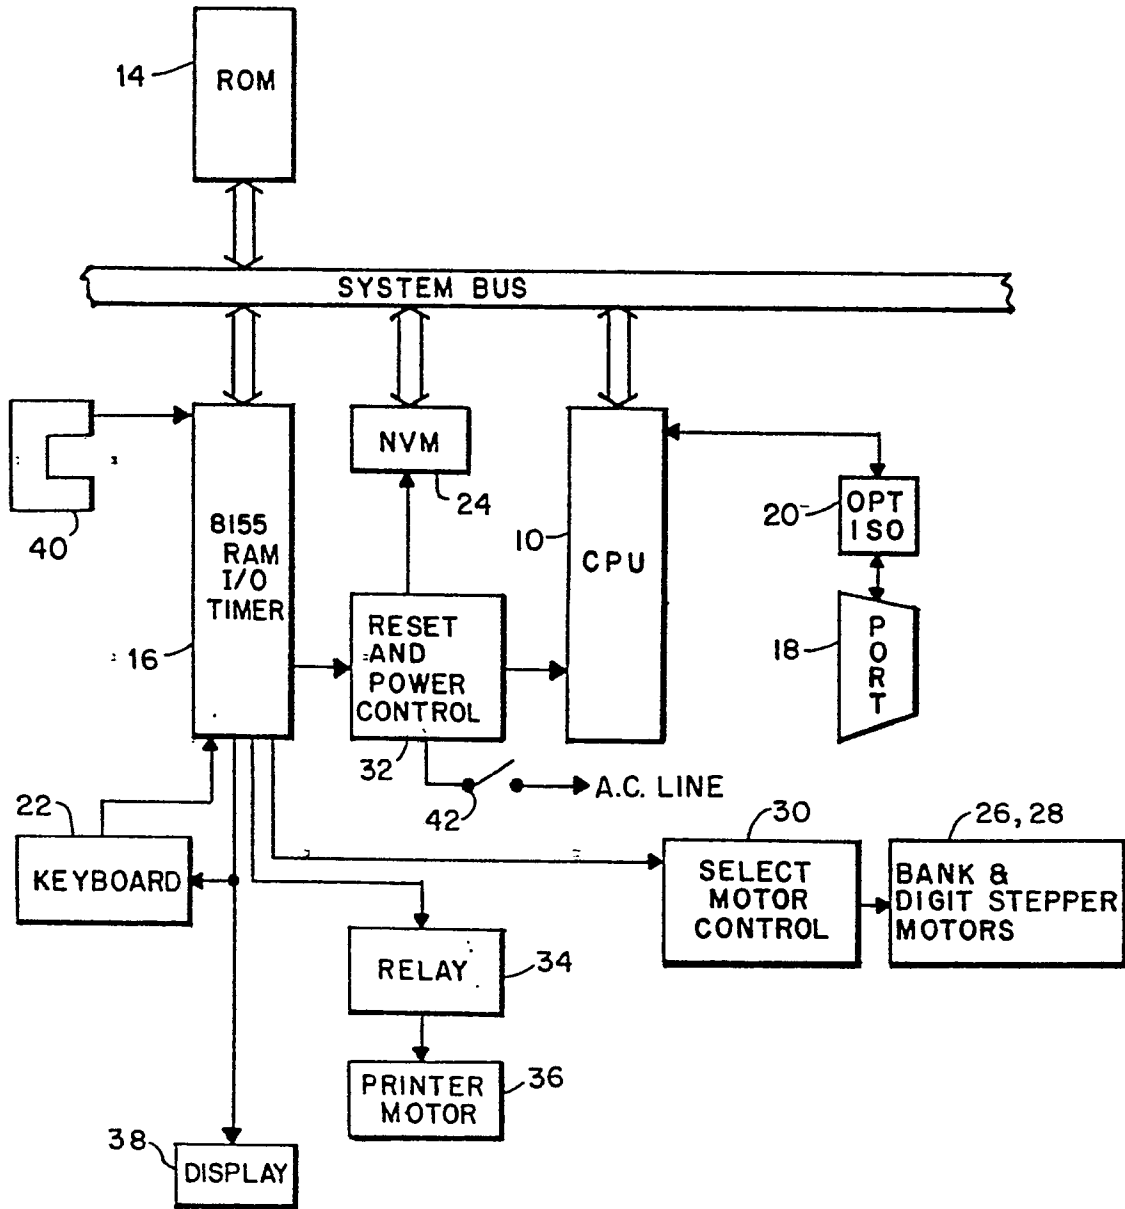 14
ROM
SYSTEM BUS
40
8155
RAM
I/O
TIMER
16
NVM
24
RESET
AND
POWER
CONTROL
32
10
CPU
20
OPT
ISO
18
PORT
42
A.C. LINE
22
KEYBOARD
30
SELECT
MOTOR
CONTROL
26, 28
BANK &
DIGIT STEPPER
MOTORS
RELAY
34
PRINTER
MOTOR
36
38
DISPLAY